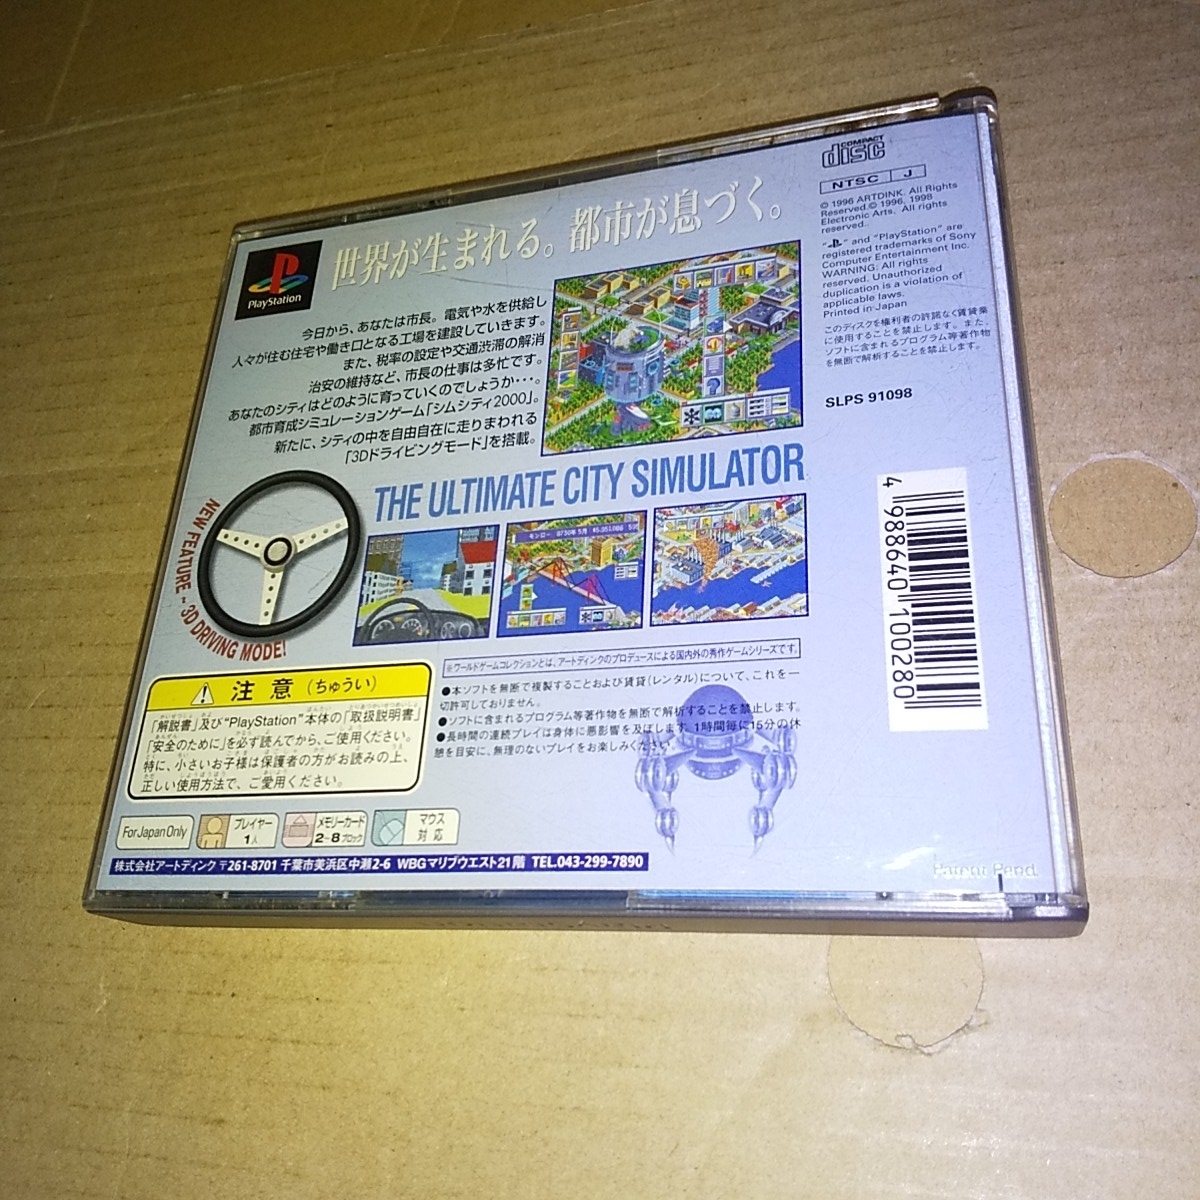 COMPACT
disc
NTSC J
© 1996 ARTDINK. All Rights
Reserved.© 1996, 1998
Electronic Arts. All rights
reserved.
" " and "PlayStation" are
registered trademarks of Sony
Computer Entertainment Inc.
WARNING: All rights
reserved. Unauthorized
duplication is a violation of
applicable laws.
Printed in Japan
このディスクを権利者の許諾なく賃貸業
に使用することを禁止します。また、
ソフトに含まれるプログラム等著作物
を無断で解析することを禁止します。
SLPS 91098
4 988640 100280
PlayStation
世界が生まれる。都市が息づく。
今日から、あなたは市長。電気や水を供給し
人々が住む住宅や働き口となる工場を建設していきます。
また、税率の設定や交通渋滞の解消
治安の維持など、市長の仕事は多忙です。
あなたのシティはどのように育っていくのでしょうか・・・。
都市育成シミュレーションゲーム「シムシティ2000」。
新たに、シティの中を自由自在に走りまわれる
「3Dドライビングモード」を搭載。
THE ULTIMATE CITY SIMULATOR
NEW FEATURE - 3D DRIVING MODE!
※ワールドゲームコレクションとは、アートディンクのプロデュースによる国内外の秀作ゲームシリーズです。
●本ソフトを無断で複製することおよび賃貸(レンタル)について、これを一
切許可しておりません。
●ソフトに含まれるプログラム等著作物を無断で解析することを禁止します。
●長時間の連続プレイは身体に悪影響を及ぼします。1時間毎に15分の休
憩を目安に、無理のないプレイをお楽しみください。
注意(ちゅうい)
「解説書」及び"PlayStation"本体の「取扱説明書」
「安全のために」を必ず読んでから、ご使用ください。
特に、小さいお子様は保護者の方がお読みの上、
正しい使用方法で、ご愛用ください。
For Japan Only
プレイヤー
1人
メモリーカード
2~8ブロック
マウス
対応
株式会社アートディンク 〒261-8701 千葉市美浜区中瀬2-6 WBGマリブウエスト21階 TEL.043-299-7890
Patent Pend